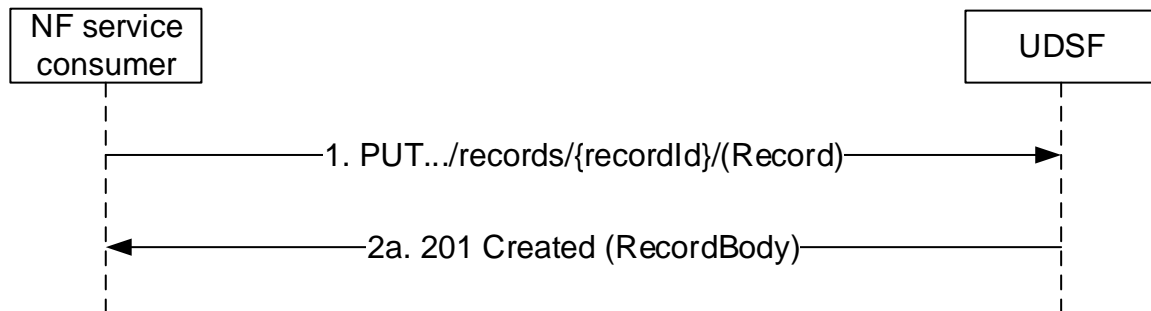 NF service
consumer
UDSF
1. PUT.../records/{recordId}/(Record)
2a. 201 Created (RecordBody)